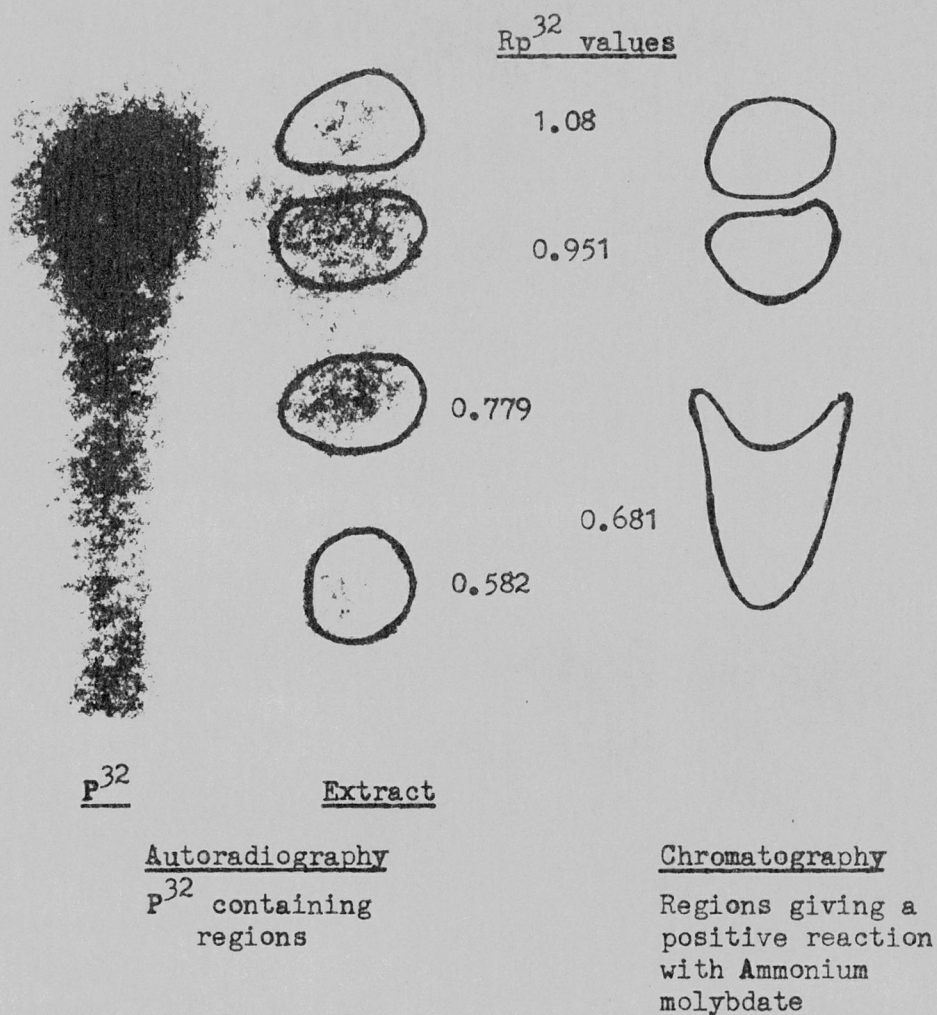 Rp32 values
1.08
0.951
0.779
0.681
0.582
P32
Extract
Autoradiography
P32 containing
regions
Chromatography
Regions giving a
positive reaction
with Ammonium
molybdate